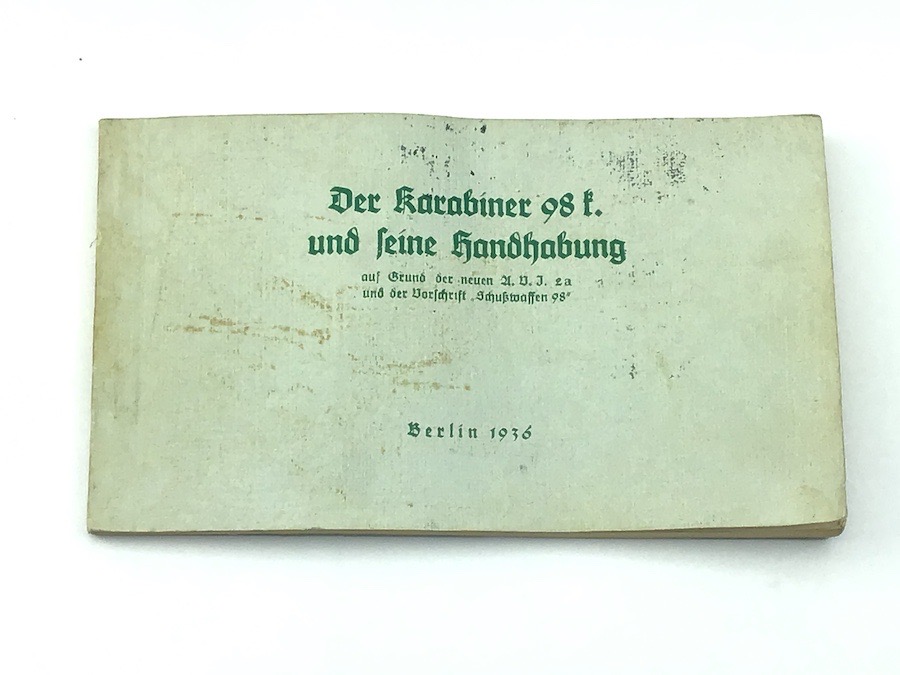 Der Karabiner 98 k.
und seine Handhabung
auf Grund der neuen A. V. I. 2a
und der Vorschrift „Schußwaffen 98“
Berlin 1936